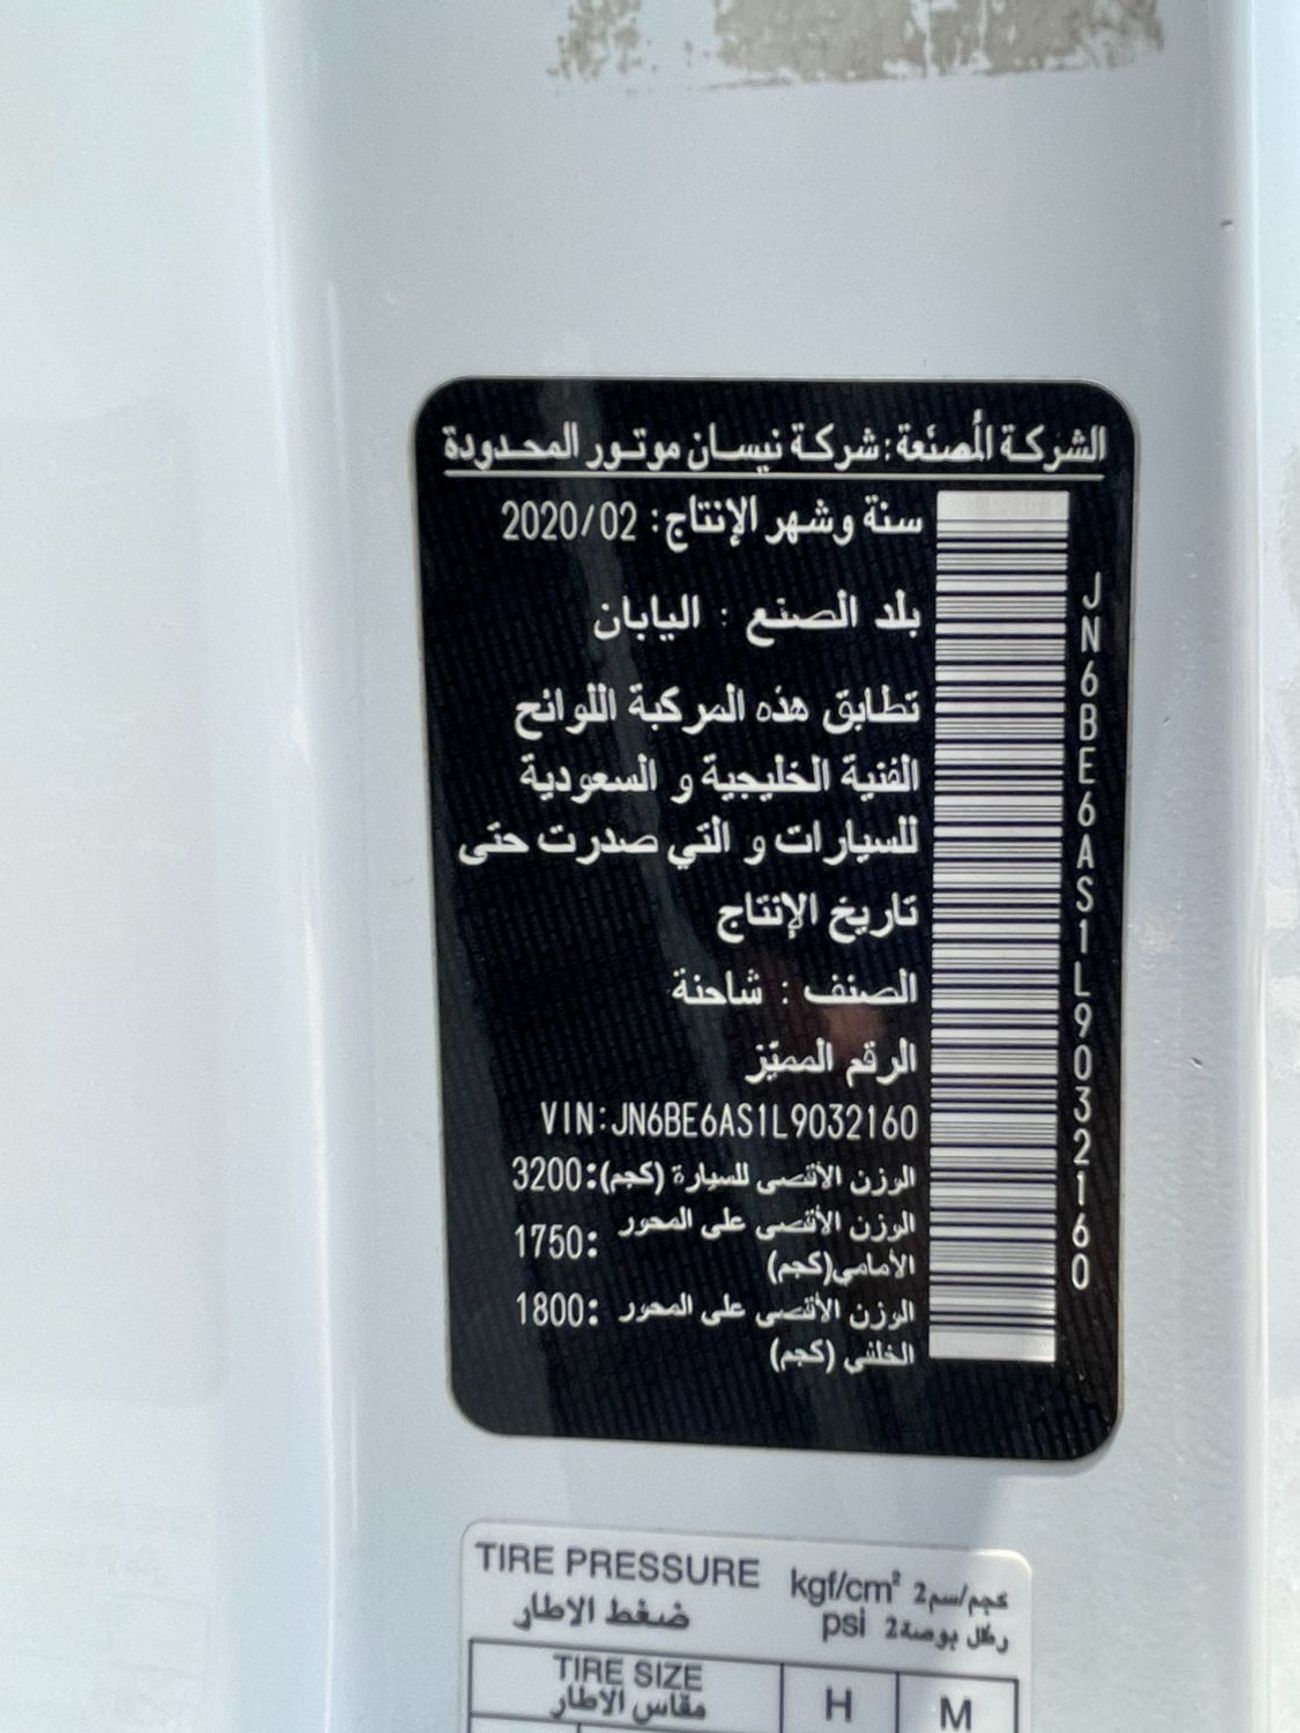 الشركة المُصنّعة: شركة نيسان موتور المحدودة
سنة وشهر الإنتاج: 2020/02
بلد الصنع : اليابان
تطابق هذه المركبة اللوائح
الفنية الخليجية و السعودية
للسيارات و التي صدرت حتى
تاريخ الإنتاج
الصنف : شاحنة
الرقم المميّز
VIN:JN6BE6AS1L9032160
الوزن الأقصى للسيارة (كجم):3200
الوزن الأقصى على المحور :1750
الأمامي(كجم)
الوزن الأقصى على المحور :1800
الخلفي (كجم)
JN6BE6AS1L9032160
TIRE PRESSURE kgf/cm² كجم/سم2
ضغط الاطار psi رطل بوصة2
TIRE SIZE H M
مقاس الاطار